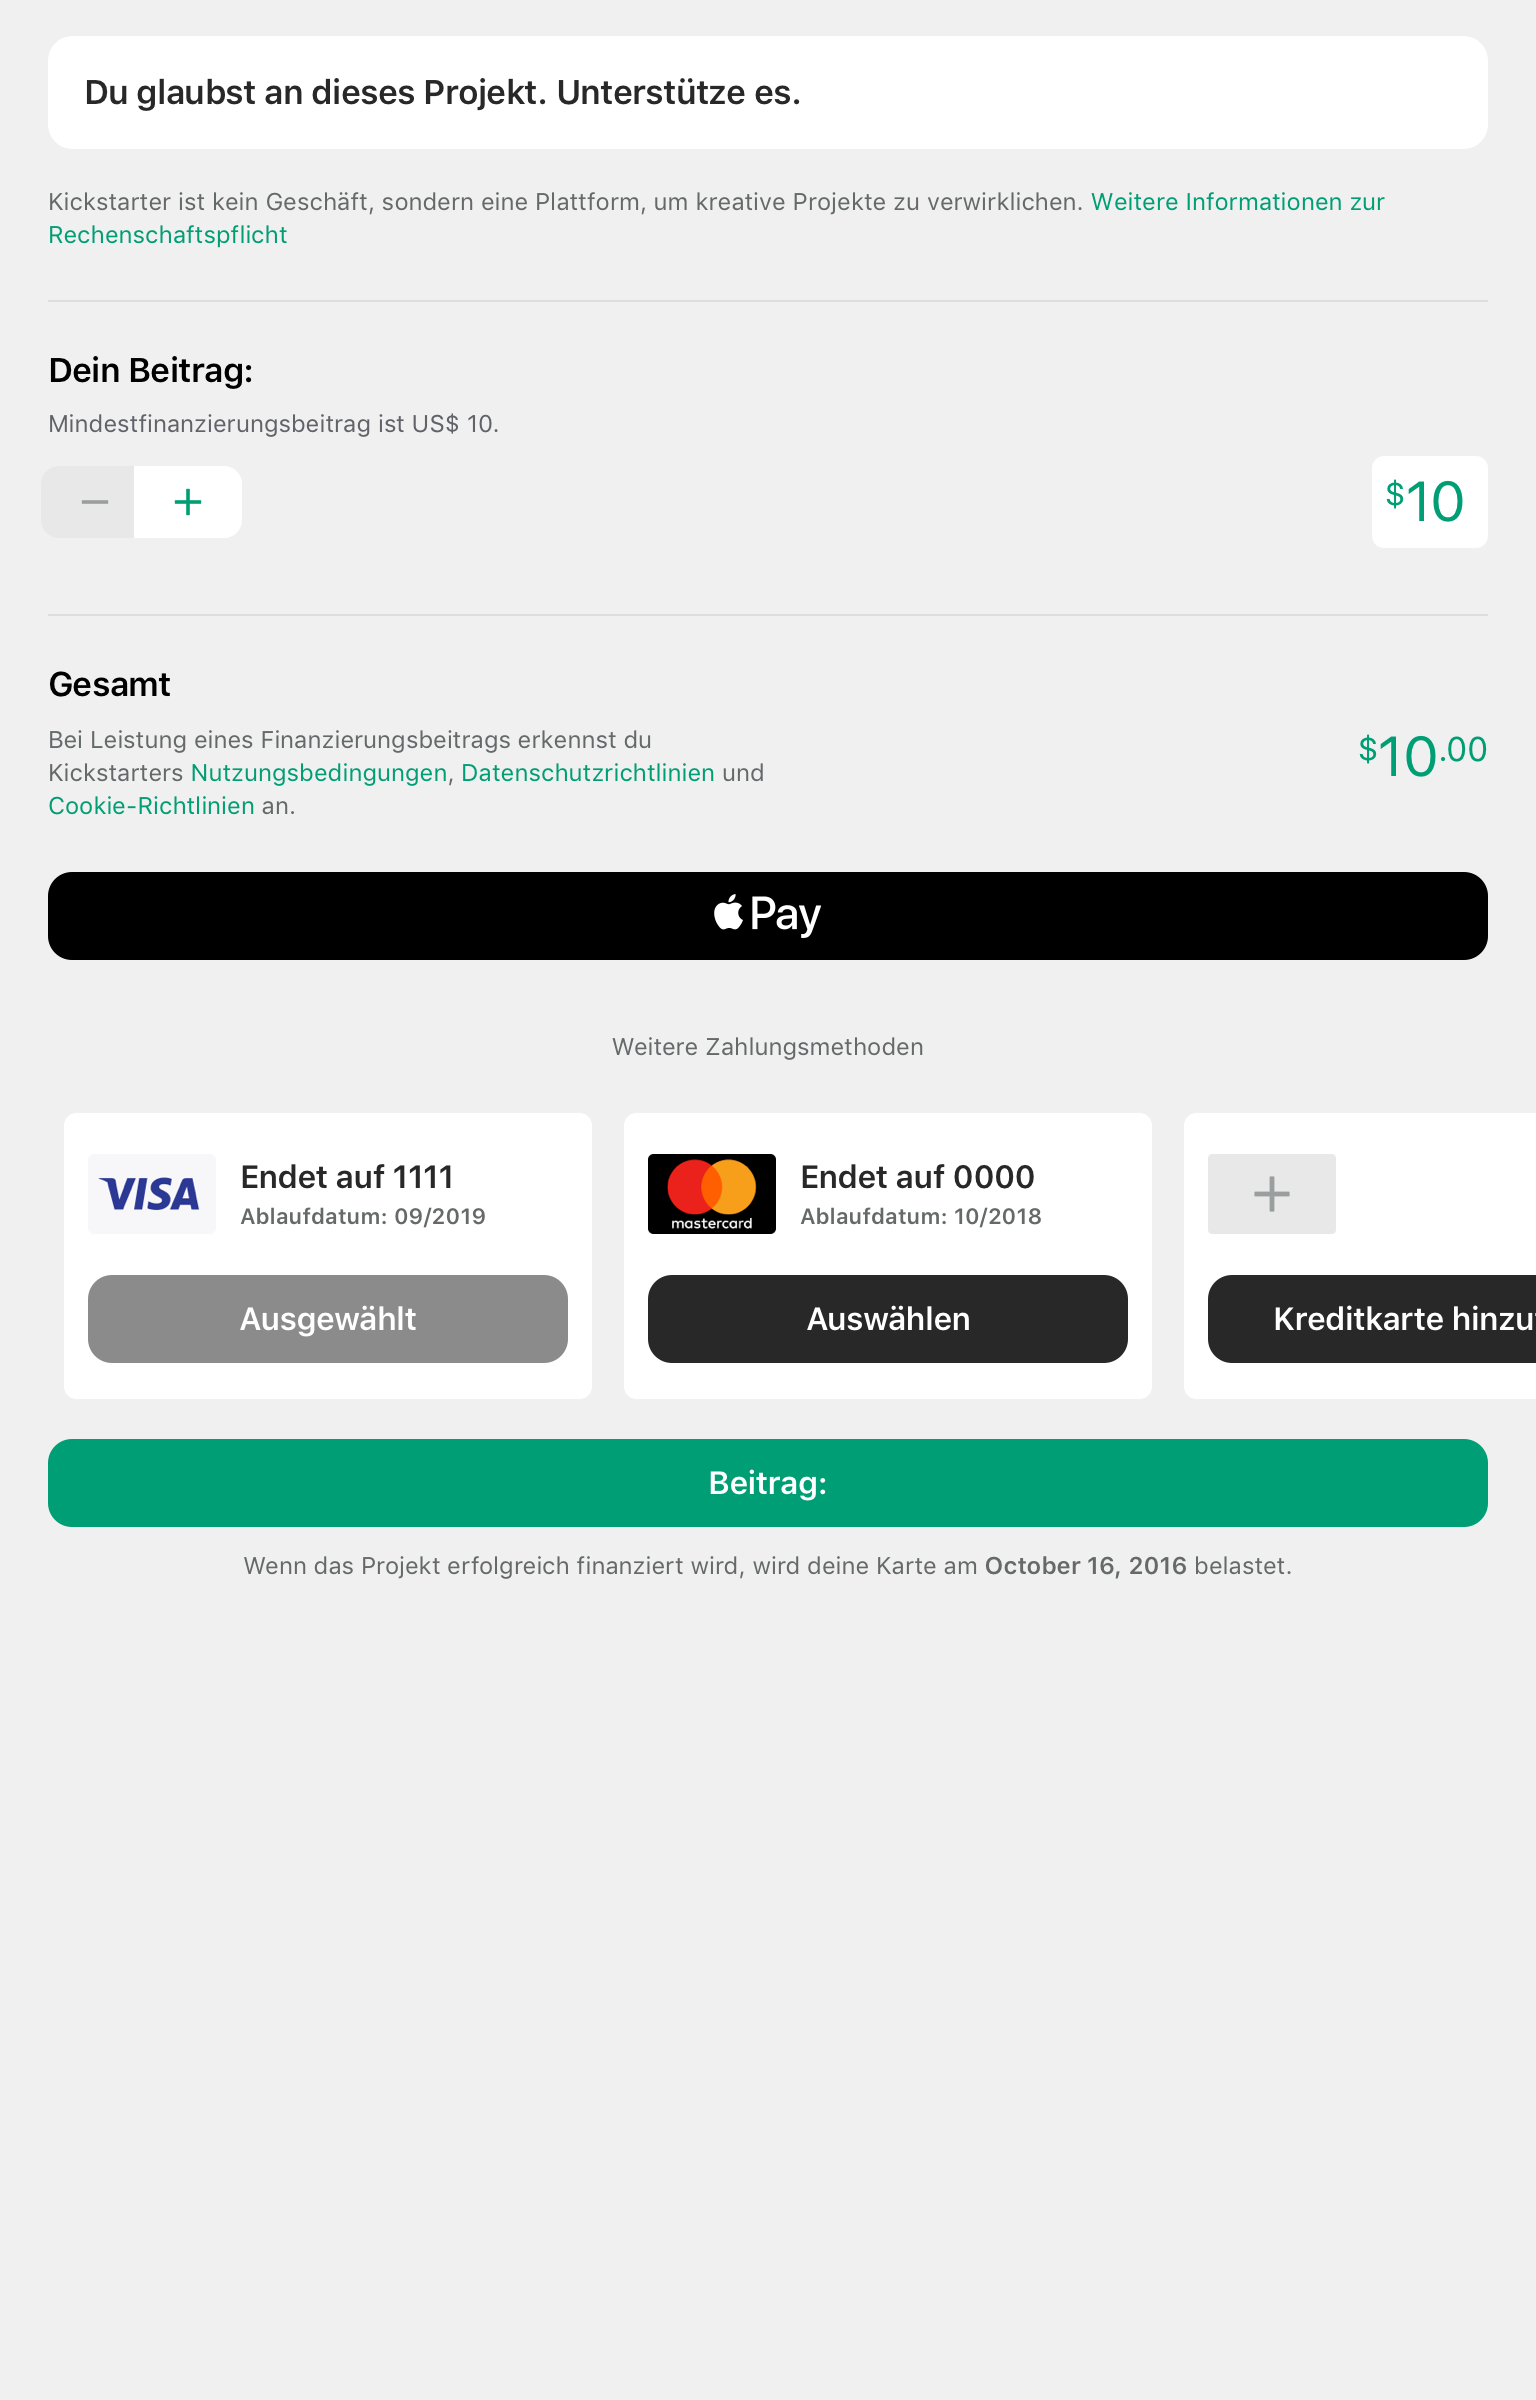 Du glaubst an dieses Projekt. Unterstütze es.
Kickstarter ist kein Geschäft, sondern eine Plattform, um kreative Projekte zu verwirklichen. Weitere Informationen zur
Rechenschaftspflicht
Dein Beitrag:
Mindestfinanzierungsbeitrag ist US$ 10.
− +
$10
Gesamt
Bei Leistung eines Finanzierungsbeitrags erkennst du
Kickstarters Nutzungsbedingungen, Datenschutzrichtlinien und
Cookie-Richtlinien an.
$10.00
Pay
Weitere Zahlungsmethoden
VISA
Endet auf 1111
Ablaufdatum: 09/2019
Ausgewählt
mastercard
Endet auf 0000
Ablaufdatum: 10/2018
Auswählen
+
Kreditkarte
Beitrag:
Wenn das Projekt erfolgreich finanziert wird, wird deine Karte am October 16, 2016 belastet.